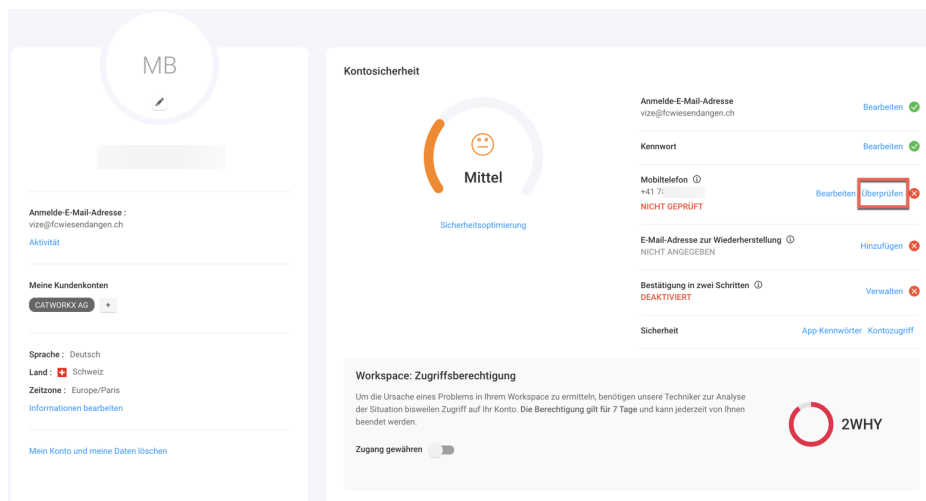 MB
Anmelde-E-Mail-Adresse :
vize@fcwiesendangen.ch
Aktivität
Meine Kundenkonten
CATWORKX AG +
Sprache : Deutsch
Land : Schweiz
Zeitzone : Europe/Paris
Informationen bearbeiten
Mein Konto und meine Daten löschen
Kontosicherheit
Mittel
Sicherheitsoptimierung
Anmelde-E-Mail-Adresse
vize@fcwiesendangen.ch
Bearbeiten
Kennwort
Bearbeiten
Mobiltelefon
+41
NICHT GEPRÜFT
Bearbeiten Überprüfen
E-Mail-Adresse zur Wiederherstellung
NICHT ANGEGEBEN
Hinzufügen
Bestätigung in zwei Schritten
DEAKTIVIERT
Verwalten
Sicherheit
App-Kennwörter Kontozugriff
Workspace: Zugriffsberechtigung
Um die Ursache eines Problems in Ihrem Workspace zu ermitteln, benötigen unsere Techniker zur Analyse
der Situation bisweilen Zugriff auf Ihr Konto. Die Berechtigung gilt für 7 Tage und kann jederzeit von Ihnen
beendet werden.
Zugang gewähren
2WHY